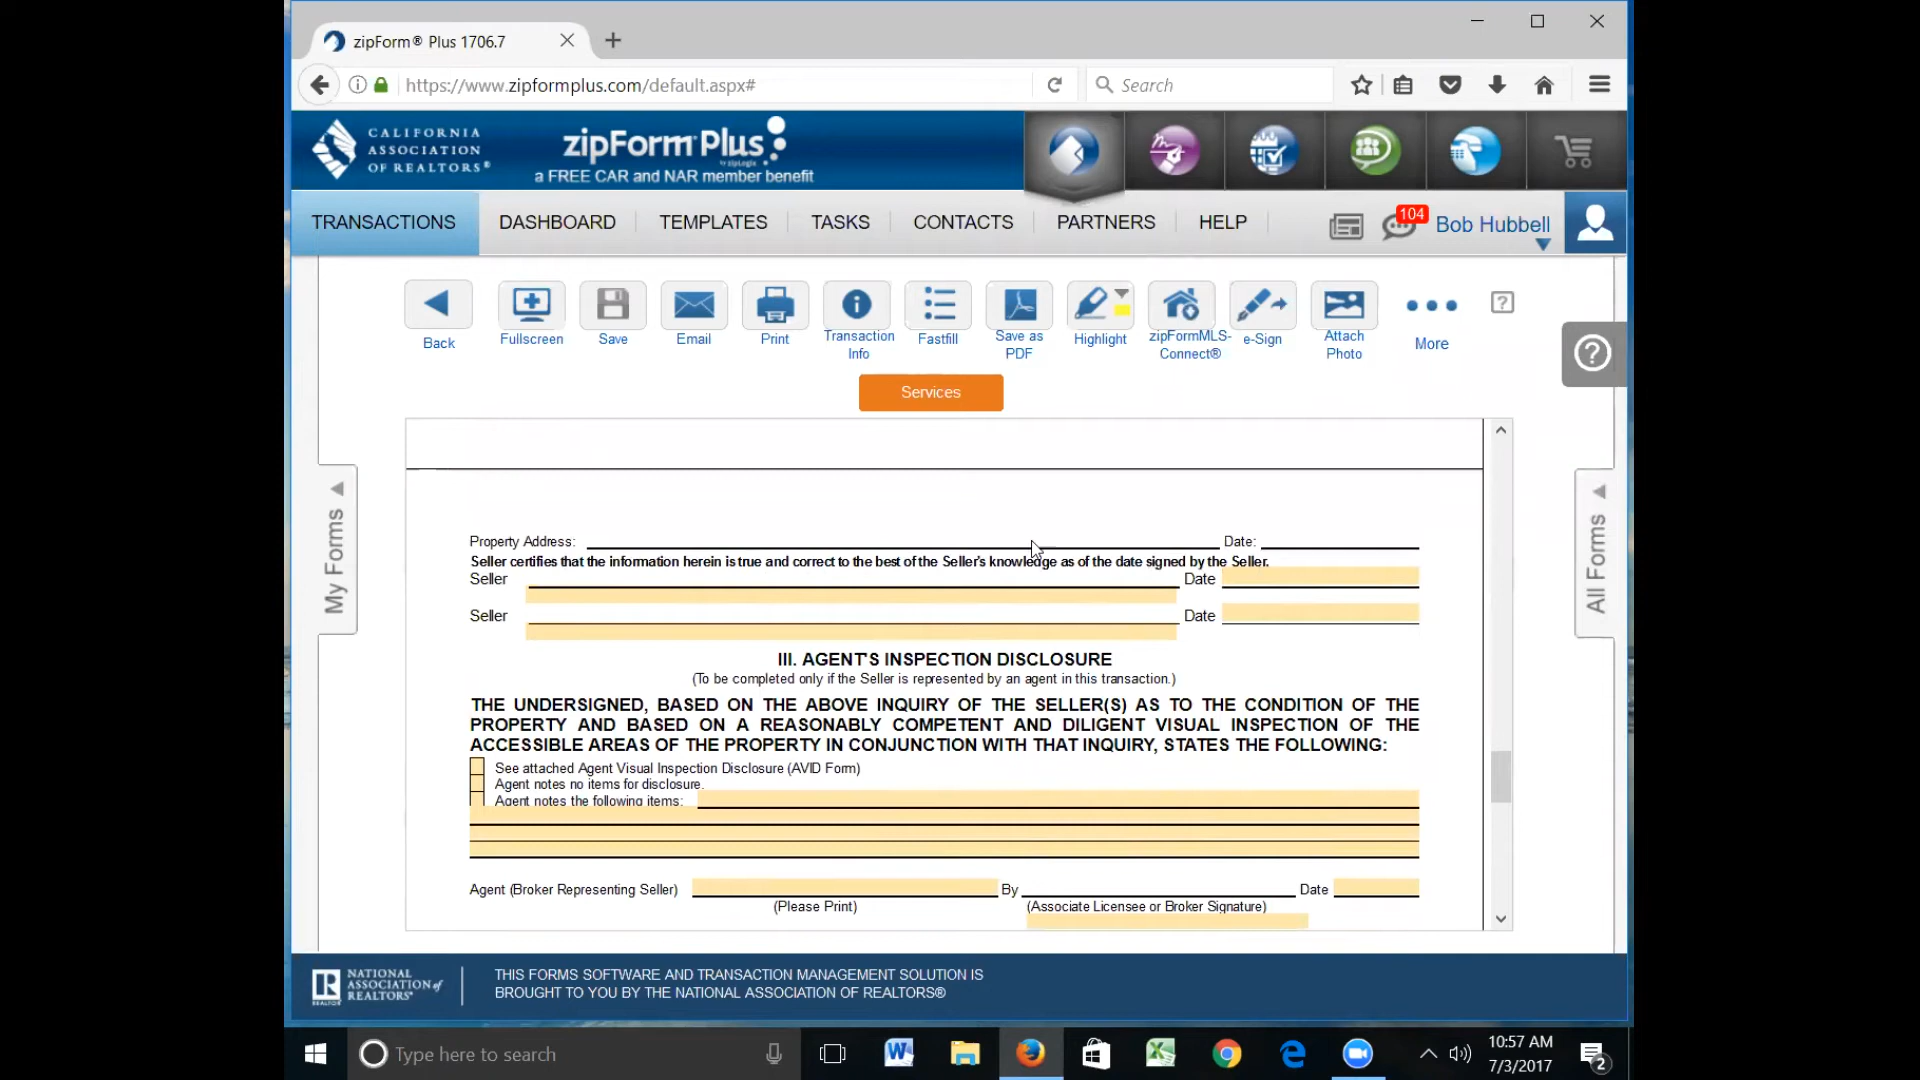 zipForm® Plus 1706.7
https://www.zipformplus.com/default.aspx#
Search
CALIFORNIA
ASSOCIATION
OF REALTORS®
zipForm Plus
by zipLogix
a FREE CAR and NAR member benefit
TRANSACTIONS DASHBOARD TEMPLATES TASKS CONTACTS PARTNERS HELP
104
Bob Hubbell
Back
Fullscreen
Save
Email
Print
Transaction
Info
Fastfill
Save as
PDF
Highlight
zipFormMLS-
Connect®
e-Sign
Attach
Photo
More
Services
My Forms
All Forms
Property Address: Date:
Seller certifies that the information herein is true and correct to the best of the Seller's knowledge as of the date signed by the Seller.
Seller Date
Seller Date
III. AGENT'S INSPECTION DISCLOSURE
(To be completed only if the Seller is represented by an agent in this transaction.)
THE UNDERSIGNED, BASED ON THE ABOVE INQUIRY OF THE SELLER(S) AS TO THE CONDITION OF THE
PROPERTY AND BASED ON A REASONABLY COMPETENT AND DILIGENT VISUAL INSPECTION OF THE
ACCESSIBLE AREAS OF THE PROPERTY IN CONJUNCTION WITH THAT INQUIRY, STATES THE FOLLOWING:
See attached Agent Visual Inspection Disclosure (AVID Form)
Agent notes no items for disclosure.
Agent notes the following items:
Agent (Broker Representing Seller) By Date
(Please Print) (Associate Licensee or Broker Signature)
NATIONAL
ASSOCIATION of
REALTORS®
THIS FORMS SOFTWARE AND TRANSACTION MANAGEMENT SOLUTION IS
BROUGHT TO YOU BY THE NATIONAL ASSOCIATION OF REALTORS®
Type here to search
10:57 AM
7/3/2017
2